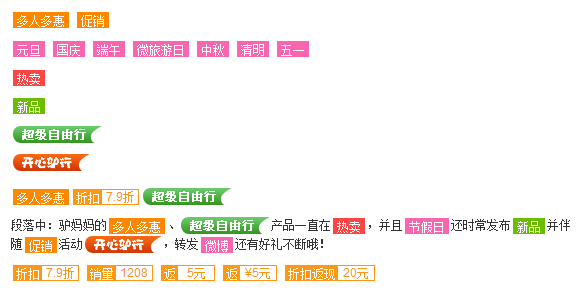 多人多惠 促销
元旦 国庆 端午 微旅游日 中秋 清明 五一
热卖
新品
超级自由行
开心驴行
多人多惠 折扣 7.9折 超级自由行
段落中：驴妈妈的 多人多惠 、 超级自由行 产品一直在 热卖 ，并且 节假日 还时常发布 新品 并伴
随 促销 活动 开心驴行 ，转发 微博 还有好礼不断哦！
折扣 7.9折 销量 1208 返 5元 返 ¥5元 折扣返现 20元